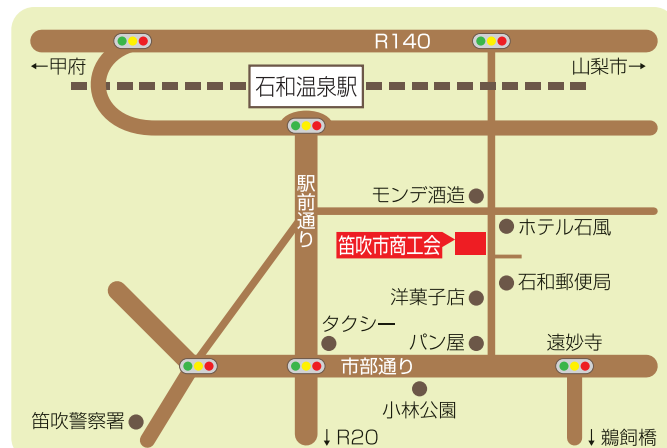 R140
←甲府
山梨市→
石和温泉駅
駅前通り
モンデ酒造
ホテル石風
笛吹市商工会
石和郵便局
洋菓子店
タクシー
パン屋
遠妙寺
市部通り
小林公園
笛吹警察署
↓R20
↓鵜飼橋